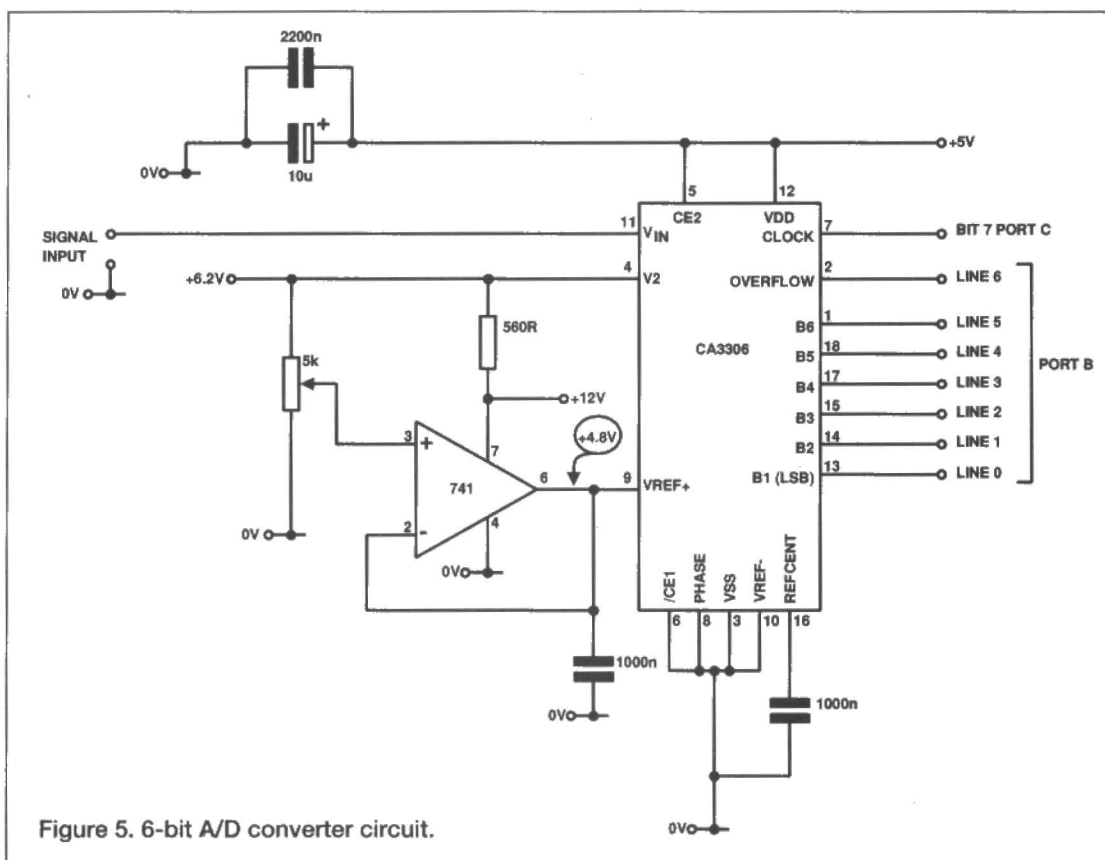 2200n
+
10u
0V
+5V
5
12
CE2
VDD
SIGNAL
INPUT
0V
11
VIN
CLOCK
7
BIT 7 PORT C
+6.2V
4
V2
OVERFLOW
2
LINE 6
560R
B6
1
LINE 5
CA3306
5k
B5
18
LINE 4
PORT B
+12V
B4
17
LINE 3
+4.8V
B3
15
LINE 2
3
+
7
B2
14
LINE 1
741
6
9
VREF+
B1 (LSB)
13
LINE 0
0V
2
-
4
0V
/CE1
PHASE
VSS
VREF-
REFCENT
6
8
3
10
16
1000n
0V
1000n
0V
Figure 5. 6-bit A/D converter circuit.